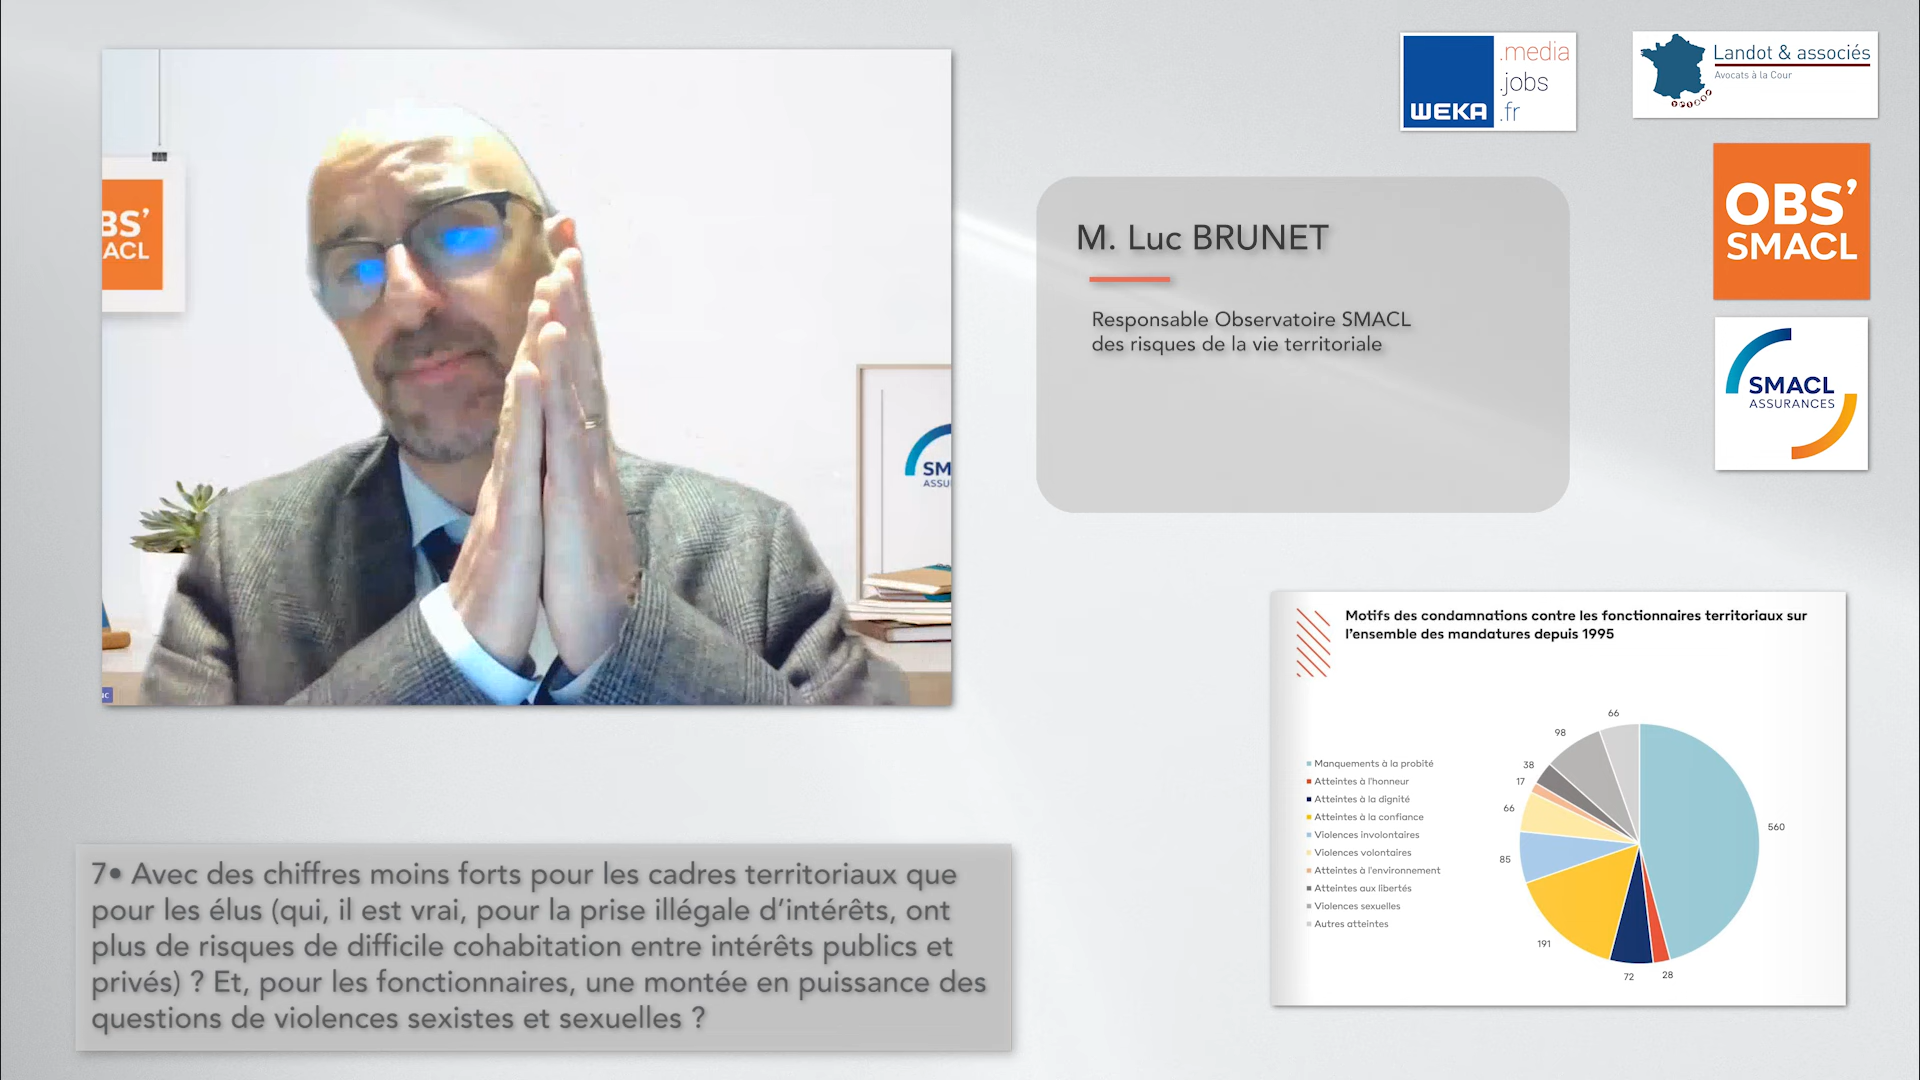 BS'
ACL
SM
ASSU
WEKA
.media
.jobs
.fr
Landot & associés
Avocats à la Cour
OBS'
SMACL
SMACL
ASSURANCES
M. Luc BRUNET
Responsable Observatoire SMACL
des risques de la vie territoriale
7• Avec des chiffres moins forts pour les cadres territoriaux que
pour les élus (qui, il est vrai, pour la prise illégale d'intérêts, ont
plus de risques de difficile cohabitation entre intérêts publics et
privés) ? Et, pour les fonctionnaires, une montée en puissance des
questions de violences sexistes et sexuelles ?
Motifs des condamnations contre les fonctionnaires territoriaux sur
l'ensemble des mandatures depuis 1995
Manquements à la probité
Atteintes à l'honneur
Atteintes à la dignité
Atteintes à la confiance
Violences involontaires
Violences volontaires
Atteintes à l'environnement
Atteintes aux libertés
Violences sexuelles
Autres atteintes
66
98
38
17
66
85
191
72
28
560